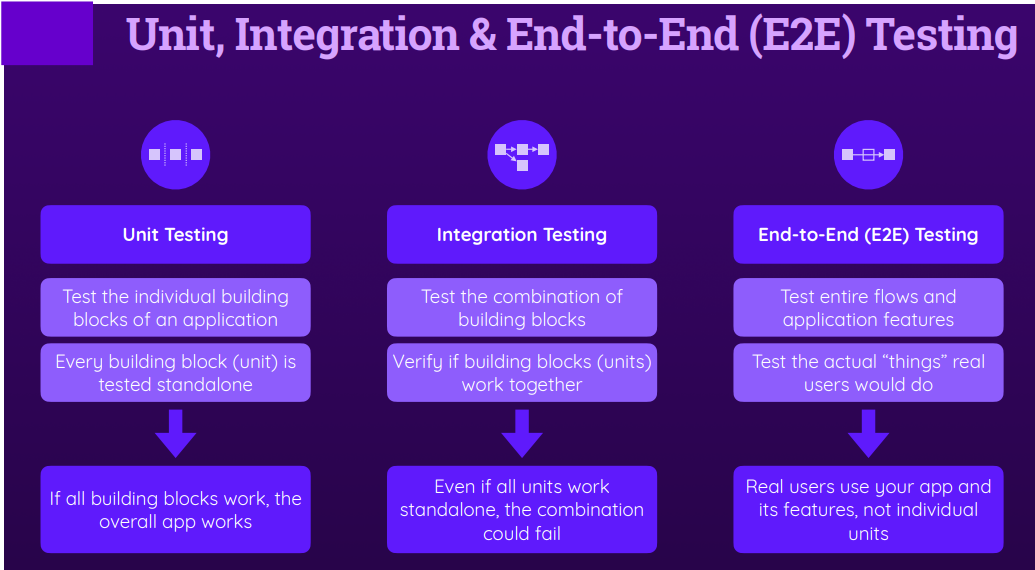 Unit, Integration & End-to-End (E2E) Testing
Unit Testing
Test the individual building
blocks of an application
Every building block (unit) is
tested standalone
If all building blocks work, the
overall app works
Integration Testing
Test the combination of
building blocks
Verify if building blocks (units)
work together
Even if all units work
standalone, the combination
could fail
End-to-End (E2E) Testing
Test entire flows and
application features
Test the actual “things” real
users would do
Real users use your app and
its features, not individual
units